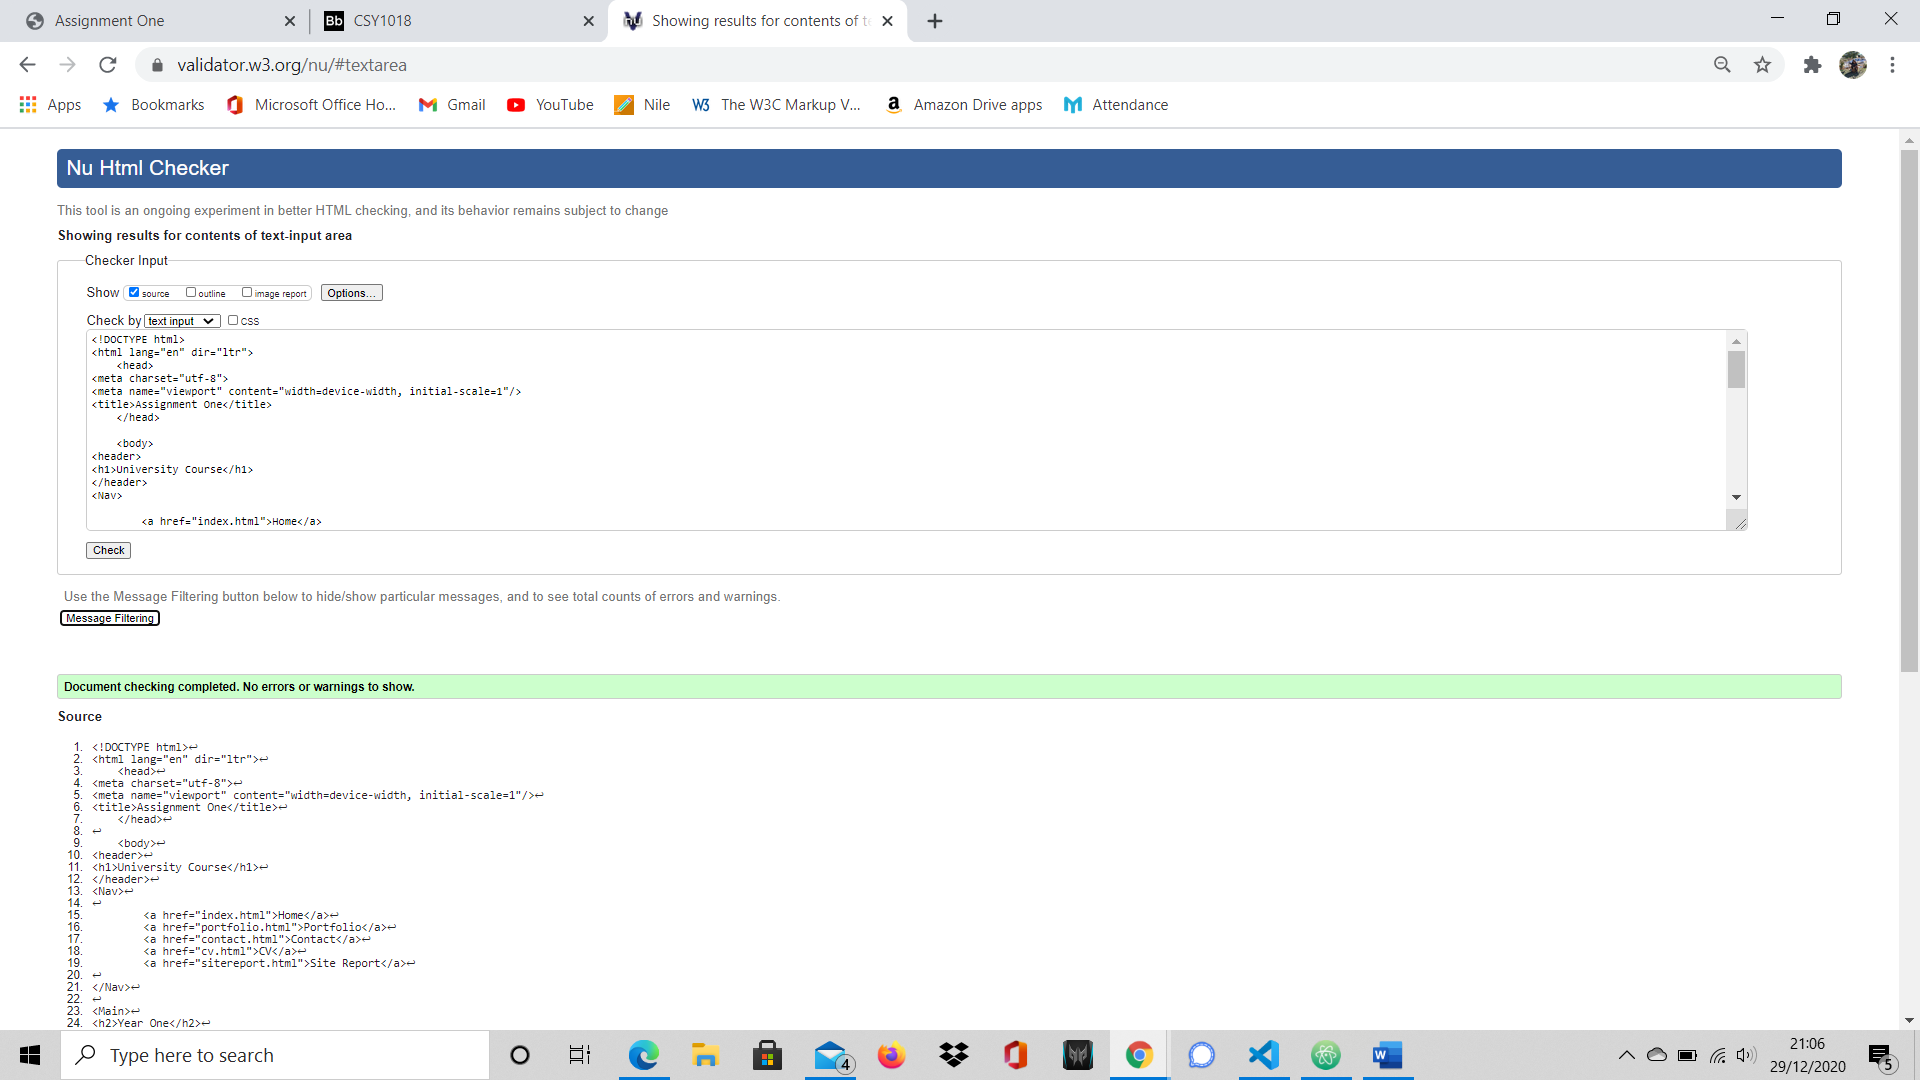 Assignment One
Bb CSY1018
Showing results for contents of te
validator.w3.org/nu/#textarea
Apps
Bookmarks
Microsoft Office Ho...
Gmail
YouTube
Nile
W3 The W3C Markup V...
a Amazon Drive apps
Attendance
Nu Html Checker
This tool is an ongoing experiment in better HTML checking, and its behavior remains subject to change
Showing results for contents of text-input area
Checker Input
Show source outline image report Options...
Check by text input CSS
<!DOCTYPE html>
<html lang="en" dir="ltr">
<head>
<meta charset="utf-8">
<meta name="viewport" content="width=device-width, initial-scale=1"/>
<title>Assignment One</title>
</head>
<body>
<header>
<h1>University Course</h1>
</header>
<Nav>
<a href="index.html">Home</a>
Check
Use the Message Filtering button below to hide/show particular messages, and to see total counts of errors and warnings.
Message Filtering
Document checking completed. No errors or warnings to show.
Source
1. <!DOCTYPE html>↩
2. <html lang="en" dir="ltr">↩
3. <head>↩
4. <meta charset="utf-8">↩
5. <meta name="viewport" content="width=device-width, initial-scale=1"/>↩
6. <title>Assignment One</title>↩
7. </head>↩
8. ↩
9. <body>↩
10. <header>↩
11. <h1>University Course</h1>↩
12. </header>↩
13. <Nav>↩
14. ↩
15. <a href="index.html">Home</a>↩
16. <a href="portfolio.html">Portfolio</a>↩
17. <a href="contact.html">Contact</a>↩
18. <a href="cv.html">CV</a>↩
19. <a href="sitereport.html">Site Report</a>↩
20. ↩
21. </Nav>↩
22. ↩
23. <Main>↩
24. <h2>Year One</h2>↩
Type here to search
4
W
21:06
29/12/2020
5